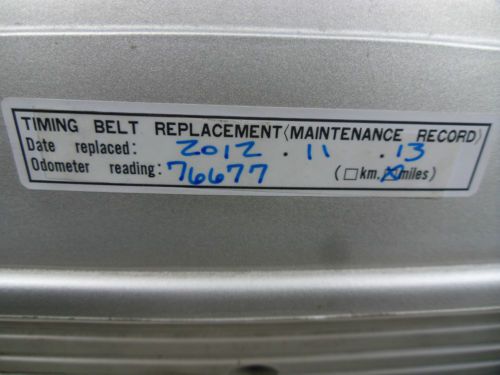 TIMING BELT REPLACEMENT (MAINTENANCE RECORD)
Date replaced: 2012 . 11 . 13
Odometer reading: 76677 (□km. ☒miles)